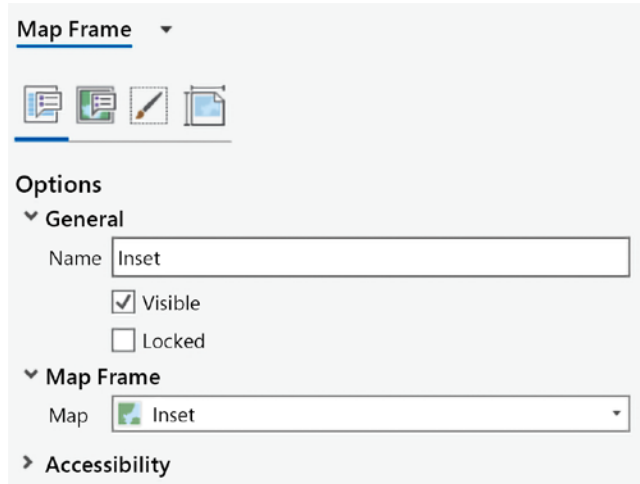 Map Frame
Options
General
Name Inset
Visible
Locked
Map Frame
Map Inset
Accessibility